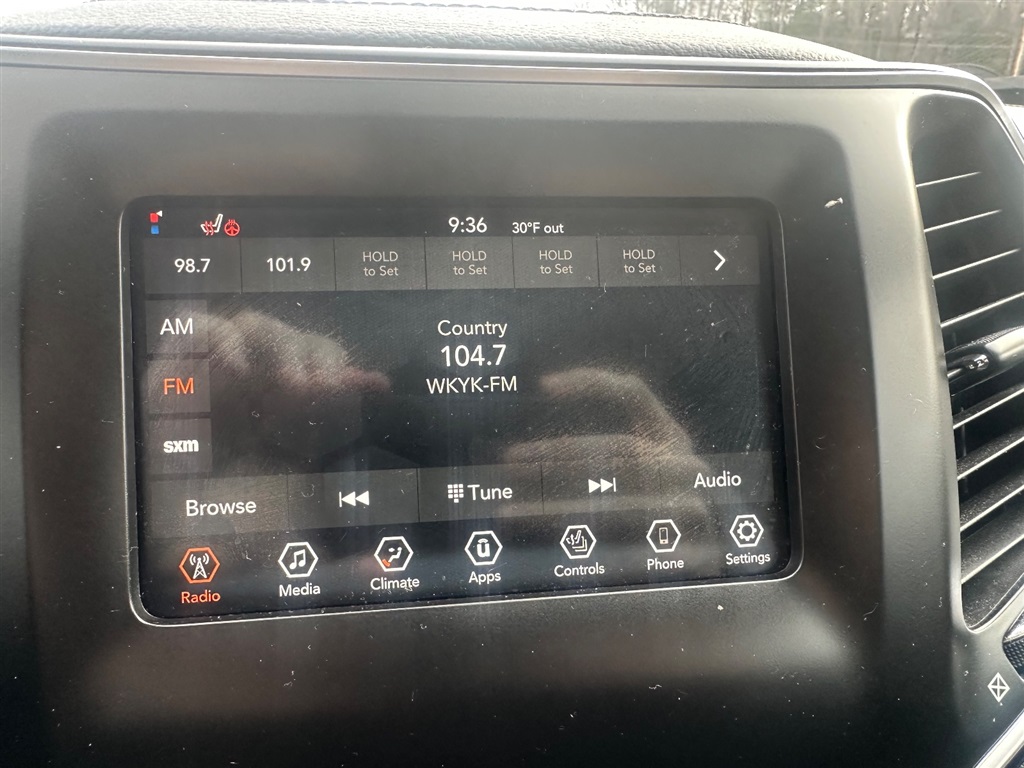 9:36 30°F out
98.7 101.9 HOLD to Set HOLD to Set HOLD to Set HOLD to Set
AM
FM
sxm
Country
104.7
WKYK-FM
Browse Tune Audio
Radio Media Climate Apps Controls Phone Settings